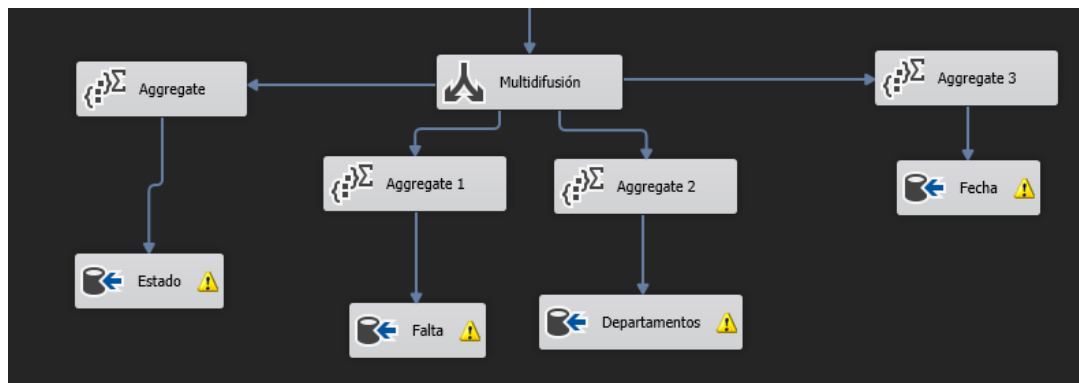 Multidifusión
Aggregate
Aggregate 3
Aggregate 1
Aggregate 2
Fecha
Estado
Falta
Departamentos